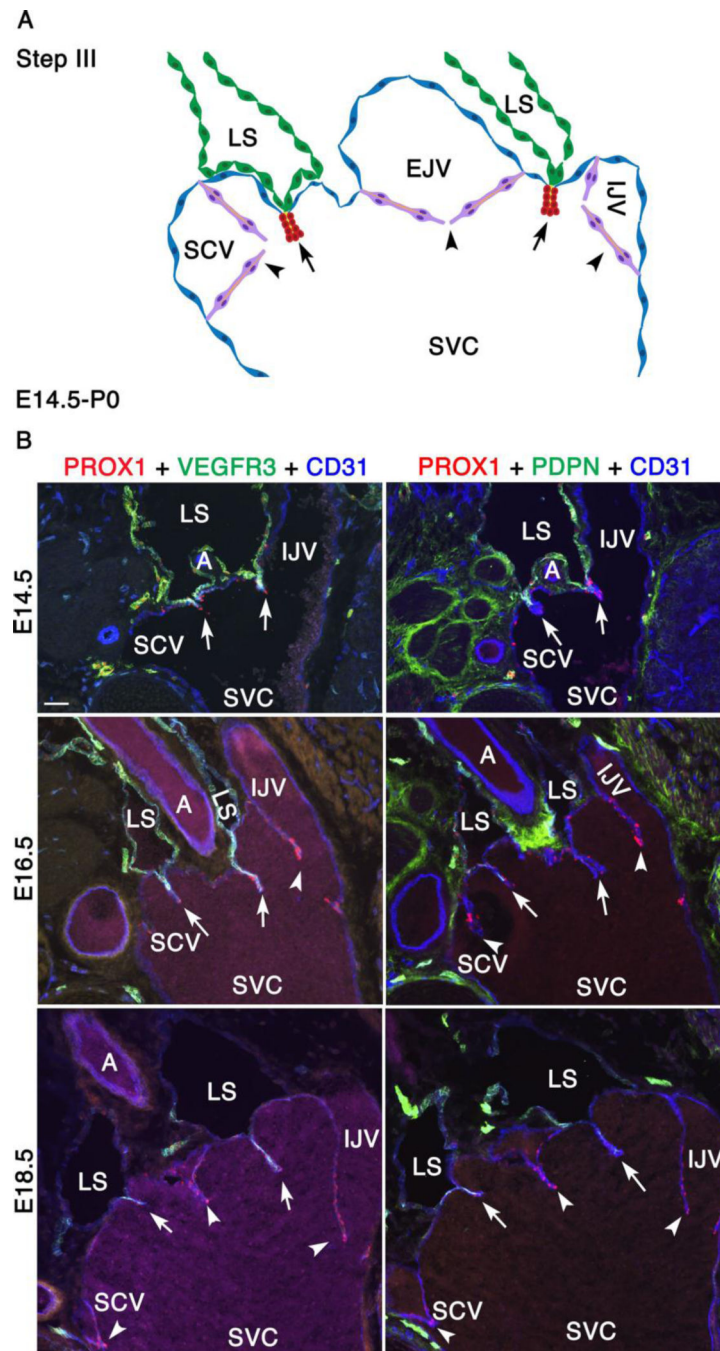 A
Step III
LS
LS
EJV
IJV
SCV
SVC
E14.5-P0
B
PROX1 + VEGFR3 + CD31
PROX1 + PDPN + CD31
E14.5
LS
IJV
A
SCV
SVC
LS
IJV
A
SCV
SVC
E16.5
A
IJV
LS
LS
SCV
SVC
A
IJV
LS
LS
SCV
SVC
E18.5
A
LS
IJV
LS
SCV
SVC
LS
IJV
LS
SCV
SVC